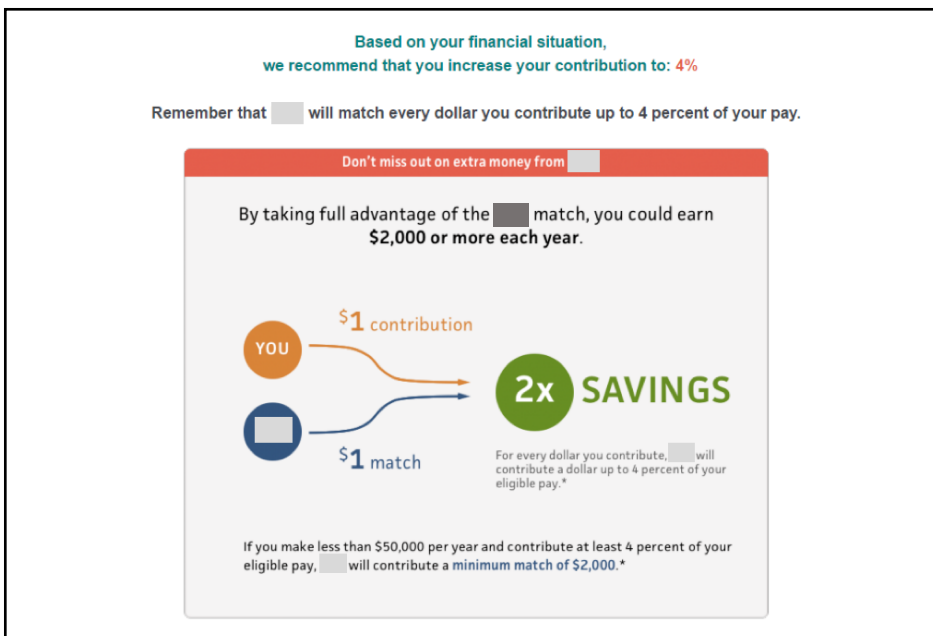 Based on your financial situation,
we recommend that you increase your contribution to: 4%
Remember that will match every dollar you contribute up to 4 percent of your pay.
Don't miss out on extra money from
By taking full advantage of the match, you could earn
$2,000 or more each year.
$1 contribution
YOU
2x SAVINGS
$1 match
For every dollar you contribute, will
contribute a dollar up to 4 percent of your
eligible pay.*
If you make less than $50,000 per year and contribute at least 4 percent of your
eligible pay, will contribute a minimum match of $2,000.*